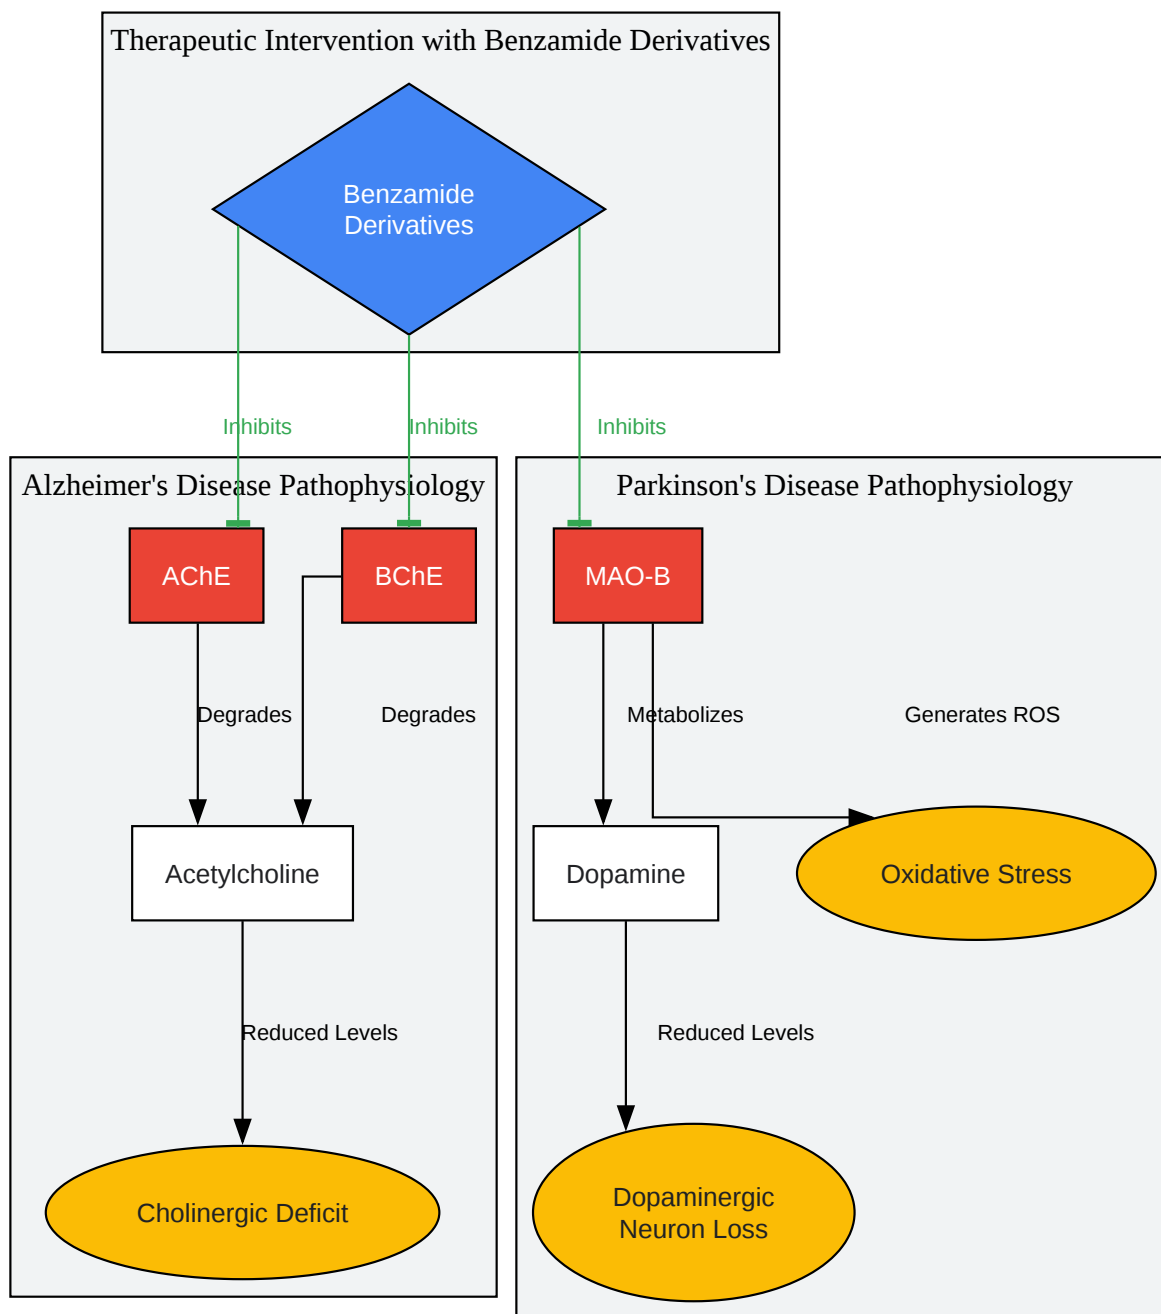 Therapeutic Intervention with Benzamide Derivatives
Benzamide
Derivatives
Inhibits
Inhibits
Inhibits
Alzheimer's Disease Pathophysiology
Parkinson's Disease Pathophysiology
AChE
BChE
MAO-B
Degrades
Degrades
Metabolizes
Generates ROS
Acetylcholine
Dopamine
Oxidative Stress
Reduced Levels
Reduced Levels
Cholinergic Deficit
Dopaminergic
Neuron Loss